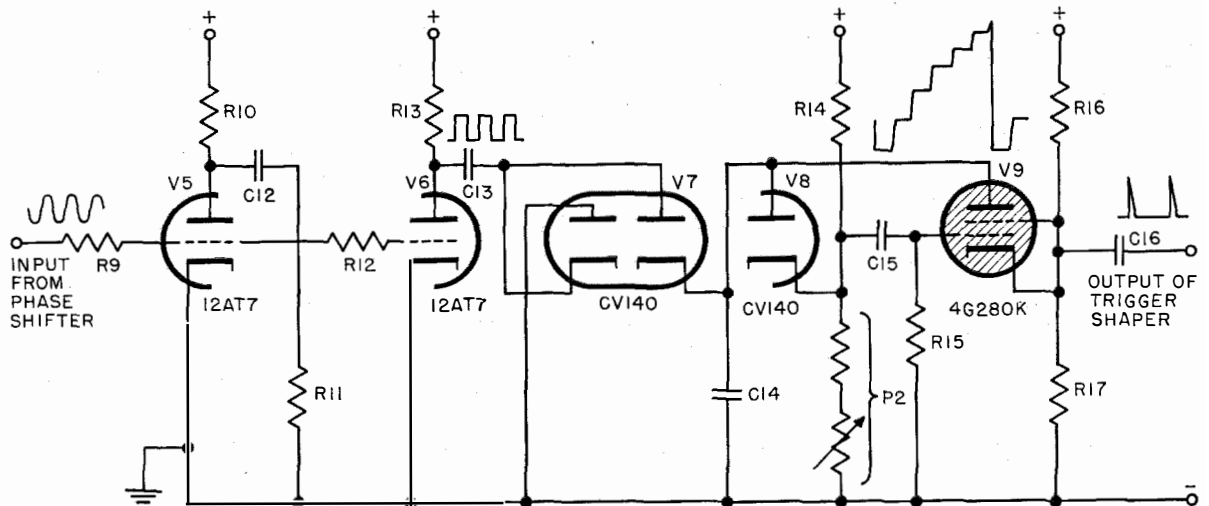 +
+
+
+
R10
R13
R14
R16
V5
C12
V6
C13
V7
V8
V9
C15
C16
R9
R12
INPUT
FROM
PHASE
SHIFTER
12AT7
12AT7
CV140
CV140
4G280K
OUTPUT OF
TRIGGER
SHAPER
R11
C14
P2
R15
R17
–